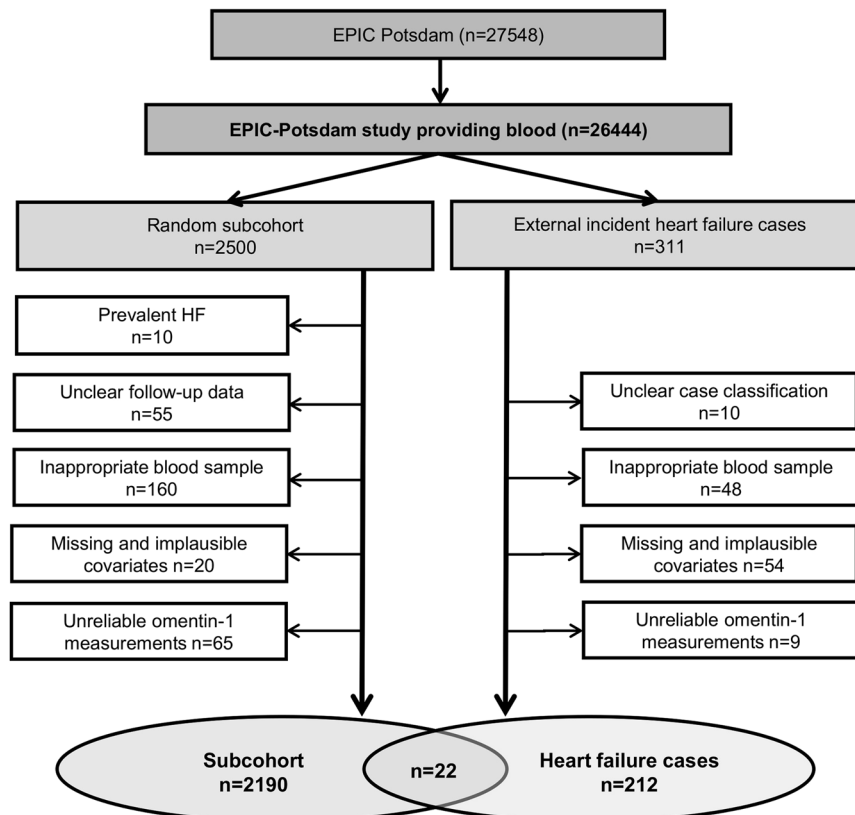 EPIC Potsdam (n=27548)
EPIC-Potsdam study providing blood (n=26444)
Random subcohort
n=2500
External incident heart failure cases
n=311
Prevalent HF
n=10
Unclear follow-up data
n=55
Unclear case classification
n=10
Inappropriate blood sample
n=160
Inappropriate blood sample
n=48
Missing and implausible
covariates n=20
Missing and implausible
covariates n=54
Unreliable omentin-1
measurements n=65
Unreliable omentin-1
measurements n=9
Subcohort
n=2190
n=22
Heart failure cases
n=212